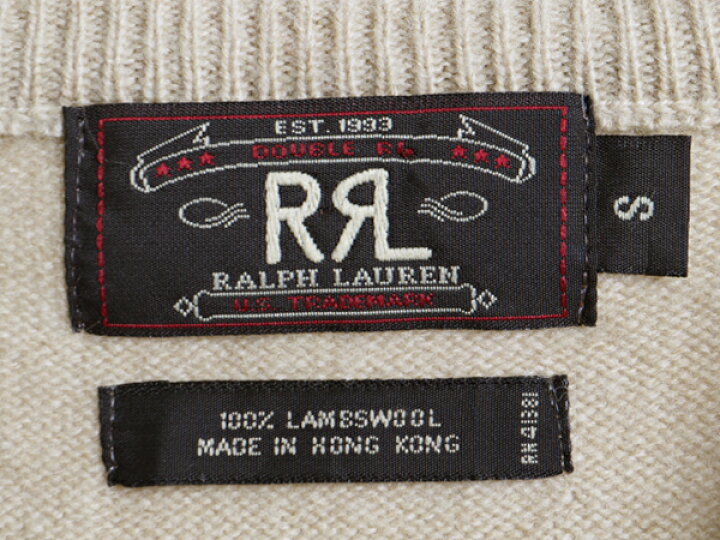 EST. 1993
DOUBLE RL
RRL
RALPH LAUREN
U.S. TRADEMARK
S
100% LAMBSWOOL
MADE IN HONG KONG
RN 41381